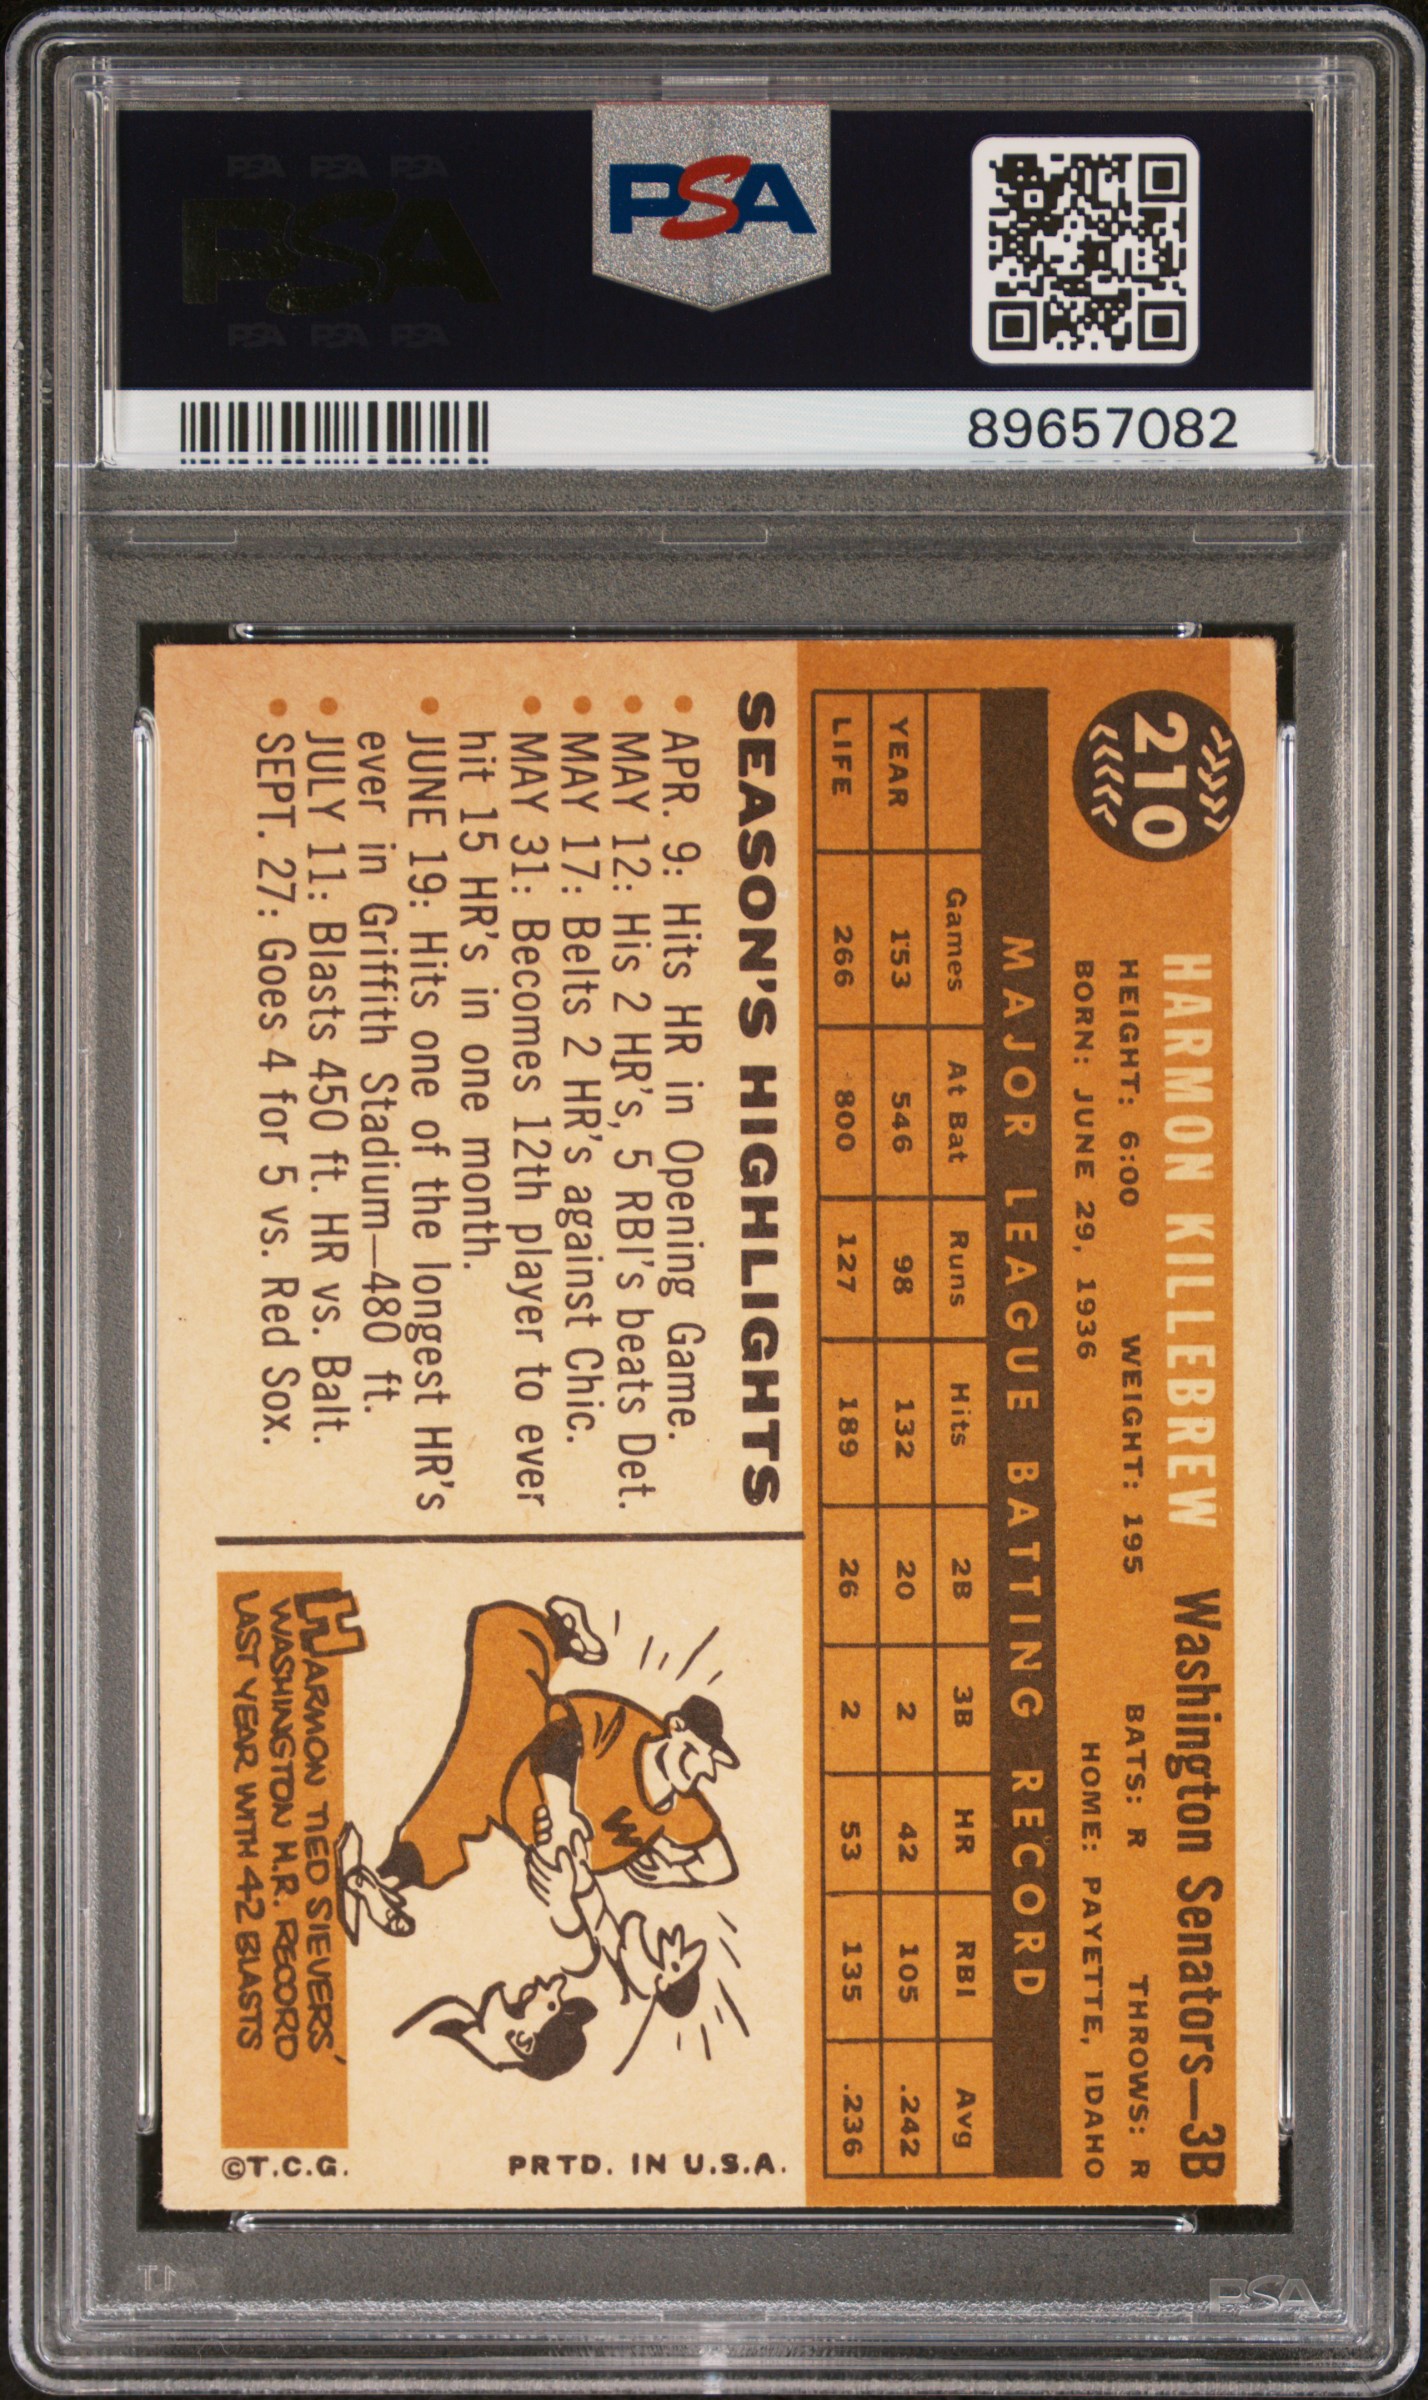 PSA PSA PSA
PSA
PSA PSA PSA
PSA
89657082
210
HARMON KILLEBREW Washington Senators—3B
HEIGHT: 6:00 WEIGHT: 195 BATS: R THROWS: R
BORN: JUNE 29, 1936 HOME: PAYETTE, IDAHO
MAJOR LEAGUE BATTING RECORD
Games At Bat Runs Hits 2B 3B HR RBI Avg
YEAR 153 546 98 132 20 2 42 105 .242
LIFE 266 800 127 189 26 2 53 135 .236
SEASON'S HIGHLIGHTS
• APR. 9: Hits HR in Opening Game.
• MAY 12: His 2 HR's, 5 RBI's beats Det.
• MAY 17: Belts 2 HR's against Chic.
• MAY 31: Becomes 12th player to ever
hit 15 HR's in one month.
• JUNE 19: Hits one of the longest HR's
ever in Griffith Stadium—480 ft.
• JULY 11: Blasts 450 ft. HR vs. Balt.
• SEPT. 27: Goes 4 for 5 vs. Red Sox.
W
HARMON TIED SIEVERS'
WASHINGTON H.R. RECORD
LAST YEAR WITH 42 BLASTS
PRTD. IN U.S.A.
©T.C.G.
PSA